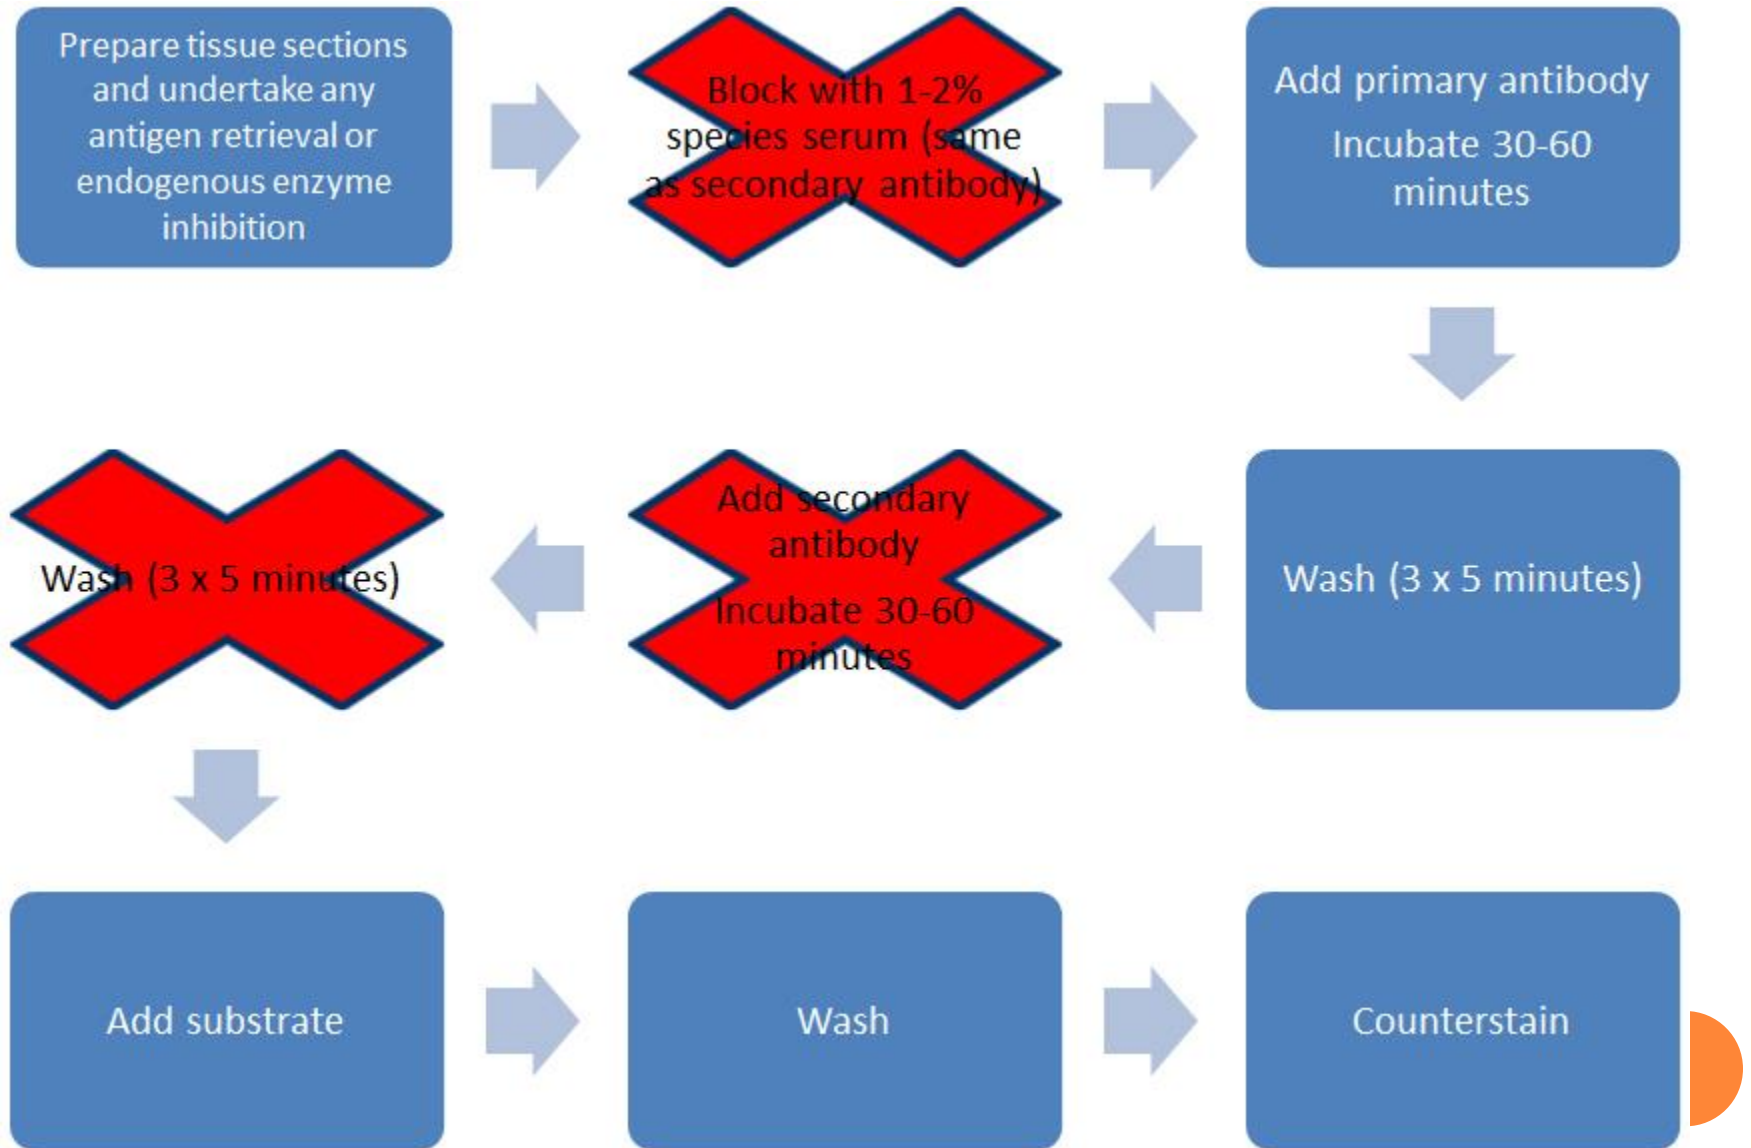 Prepare tissue sections
and undertake any
antigen retrieval or
endogenous enzyme
inhibition
Block with 1-2%
species serum (same
as secondary antibody)
Add primary antibody
Incubate 30-60
minutes
Wash (3 x 5 minutes)
Add secondary
antibody
Incubate 30-60
minutes
Wash (3 x 5 minutes)
Add substrate
Wash
Counterstain